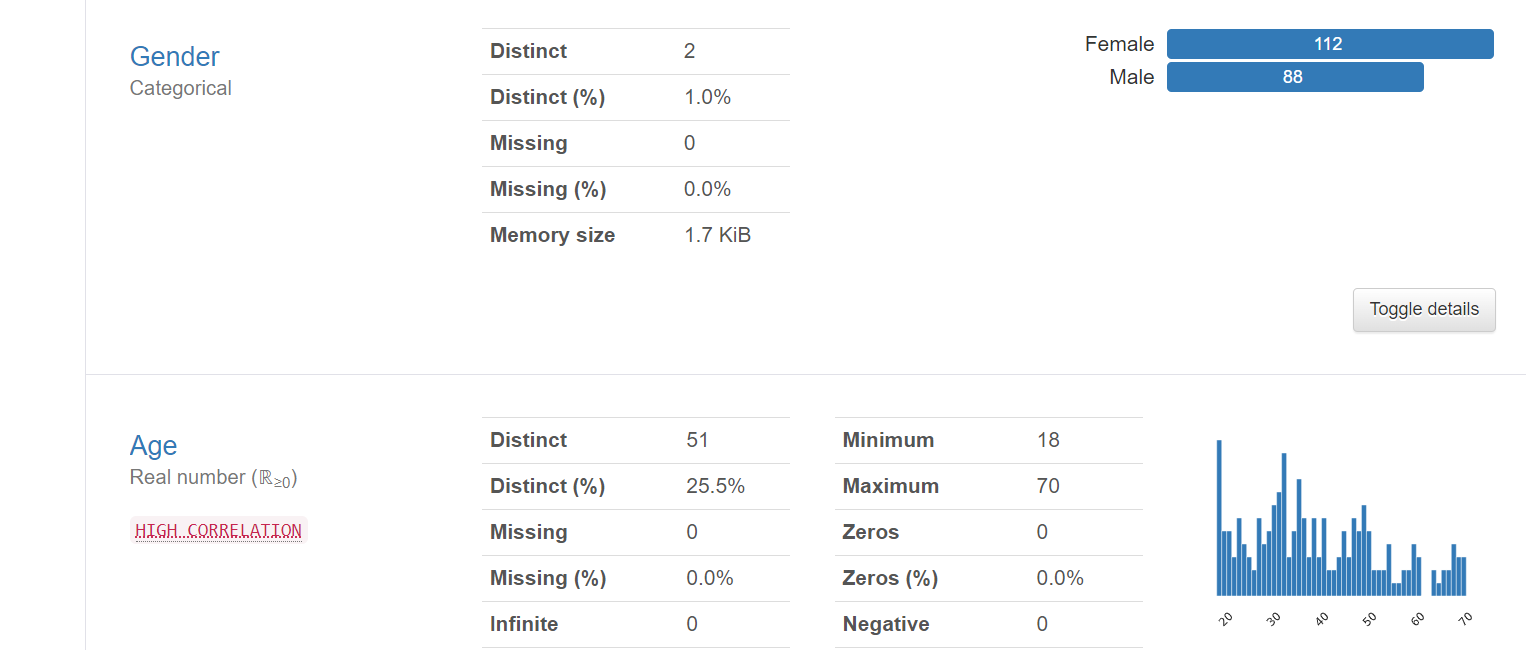 Gender
Categorical
Distinct 2
Distinct (%) 1.0%
Missing 0
Missing (%) 0.0%
Memory size 1.7 KiB
Female 112
Male 88
Toggle details
Age
Real number (ℝ≥0)
HIGH CORRELATION
Distinct 51
Distinct (%) 25.5%
Missing 0
Missing (%) 0.0%
Infinite 0
Minimum 18
Maximum 70
Zeros 0
Zeros (%) 0.0%
Negative 0
20 30 40 50 60 70